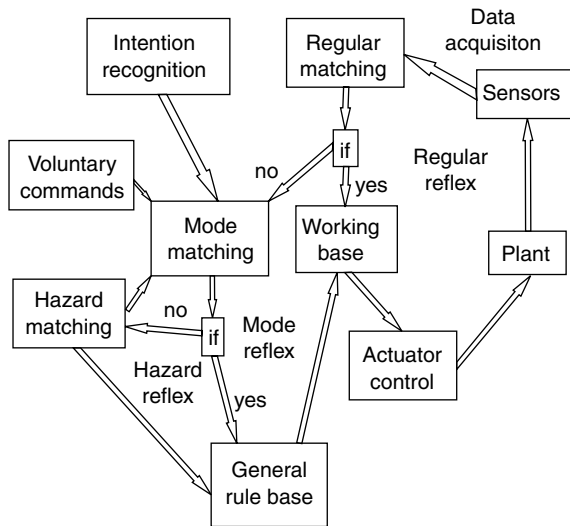 Intention
recognition
Regular
matching
Data
acquisiton
Sensors
Voluntary
commands
no
if
yes
Regular
reflex
Mode
matching
Working
base
Plant
Hazard
matching
no
if
Mode
reflex
Hazard
reflex
yes
Actuator
control
General
rule base